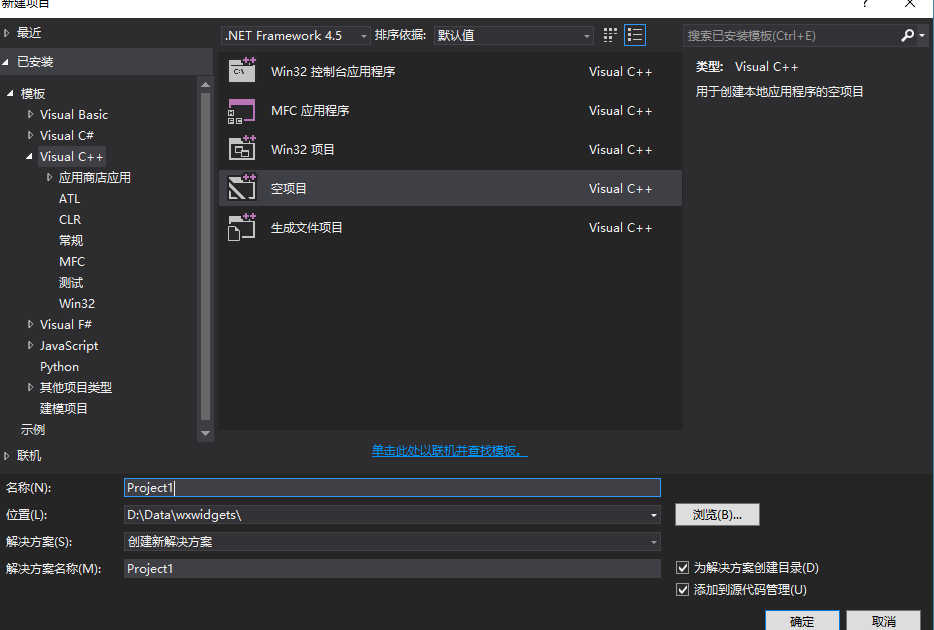 新建项目
?
最近
.NET Framework 4.5
排序依据:
默认值
搜索已安装模板(Ctrl+E)
已安装
模板
Visual Basic
Visual C#
Visual C++
应用商店应用
ATL
CLR
常规
MFC
测试
Win32
Visual F#
JavaScript
Python
其他项目类型
建模项目
示例
联机
Win32 控制台应用程序 Visual C++
MFC 应用程序 Visual C++
Win32 项目 Visual C++
空项目 Visual C++
生成文件项目 Visual C++
类型: Visual C++
用于创建本地应用程序的空项目
单击此处以联机并查找模板。
名称(N): Project1
位置(L): D:\Data\wxwidgets\ 浏览(B)...
解决方案(S): 创建新解决方案
解决方案名称(M): Project1
为解决方案创建目录(D)
添加到源代码管理(U)
确定 取消